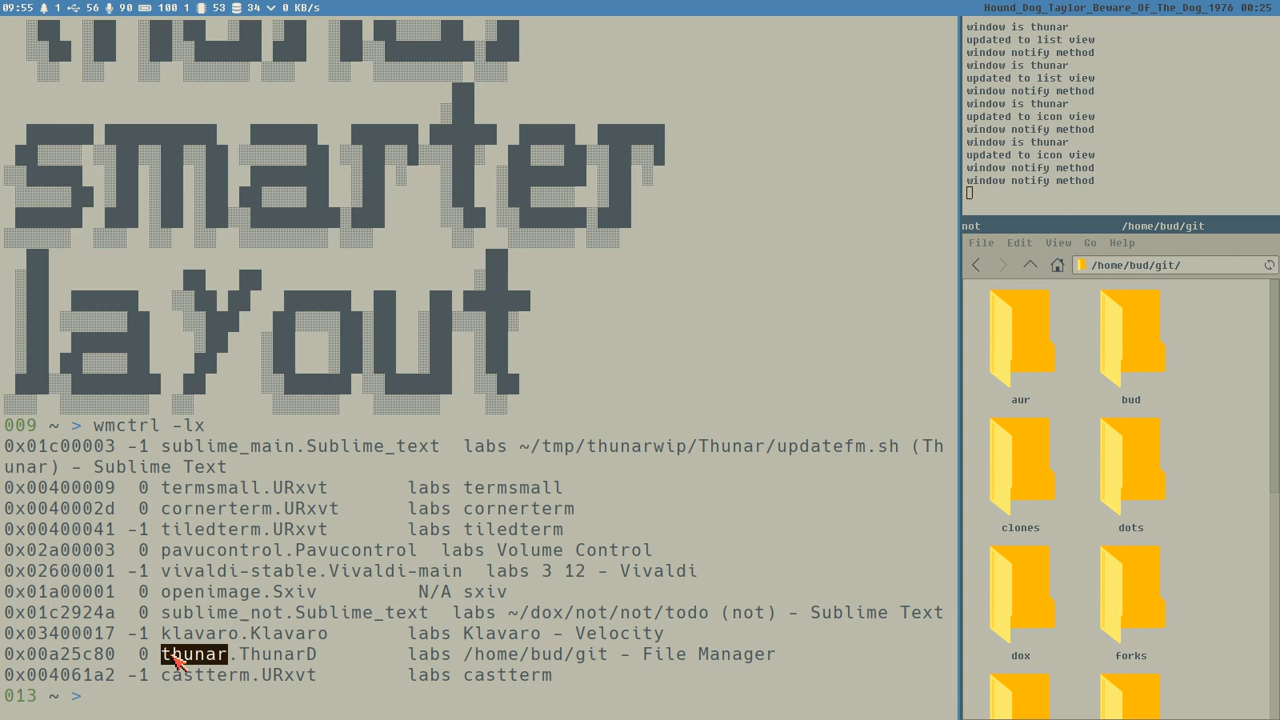 09:55 1 56 90 100 1 53 34 0 KB/s
Hound_Dog_Taylor_Beware_Of_The_Dog_1976 00:25
smarter
layout
009 ~ > wmctrl -lx
0x01c00003 -1 sublime_main.Sublime_text  labs ~/tmp/thunarwip/Thunar/updatefm.sh (Th
unar) - Sublime Text
0x00400009  0 termsmall.URxvt       labs termsmall
0x0040002d  0 cornerterm.URxvt      labs cornerterm
0x00400041 -1 tiledterm.URxvt       labs tiledterm
0x02a00003  0 pavucontrol.Pavucontrol  labs Volume Control
0x02600001 -1 vivaldi-stable.Vivaldi-main  labs 3 12 - Vivaldi
0x01a00001  0 openimage.Sxiv         N/A sxiv
0x01c2924a  0 sublime_not.Sublime_text  labs ~/dox/not/not/todo (not) - Sublime Text
0x03400017 -1 klavaro.Klavaro       labs Klavaro - Velocity
0x00a25c80  0 thunar.ThunarD        labs /home/bud/git - File Manager
0x004061a2 -1 castterm.URxvt        labs castterm
013 ~ >
window is thunar
updated to list view
window notify method
window is thunar
updated to list view
window notify method
window is thunar
updated to icon view
window notify method
window is thunar
updated to icon view
window notify method
window notify method
not /home/bud/git
File Edit View Go Help
/home/bud/git/
aur bud
clones dots
dox forks